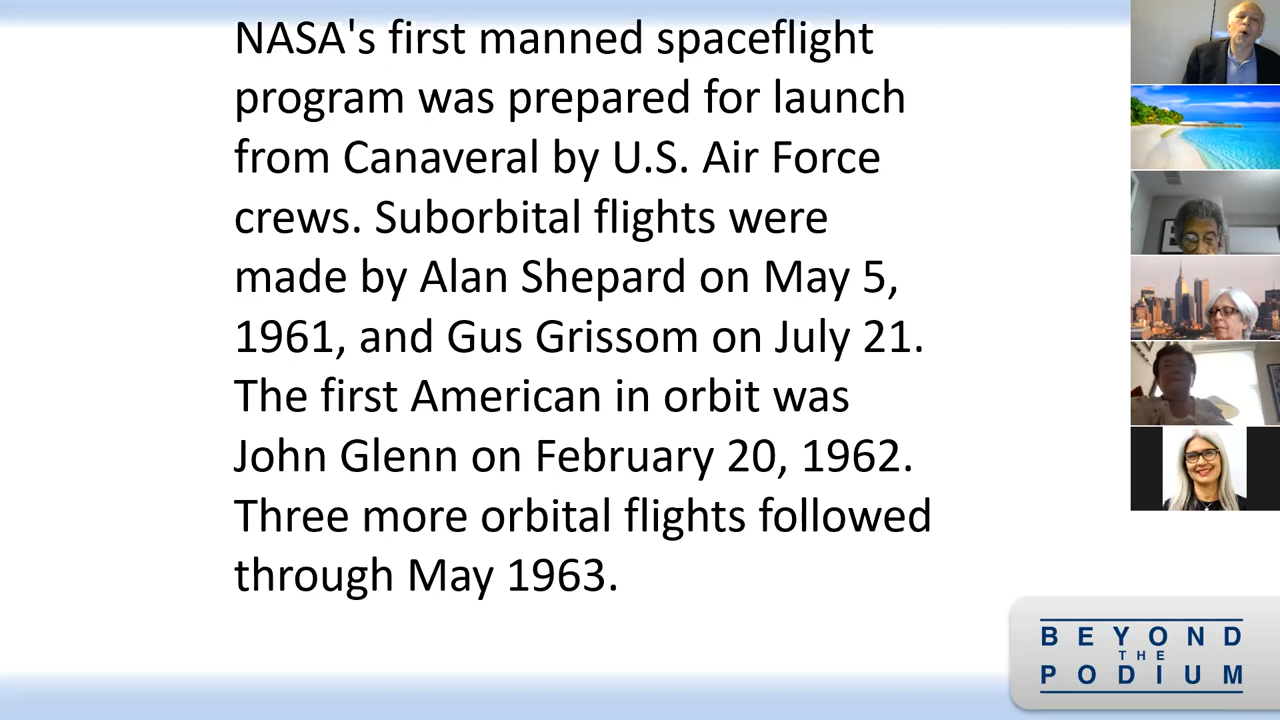 NASA's first manned spaceflight
program was prepared for launch
from Canaveral by U.S. Air Force
crews. Suborbital flights were
made by Alan Shepard on May 5,
1961, and Gus Grissom on July 21.
The first American in orbit was
John Glenn on February 20, 1962.
Three more orbital flights followed
through May 1963.
BEYOND
THE
PODIUM